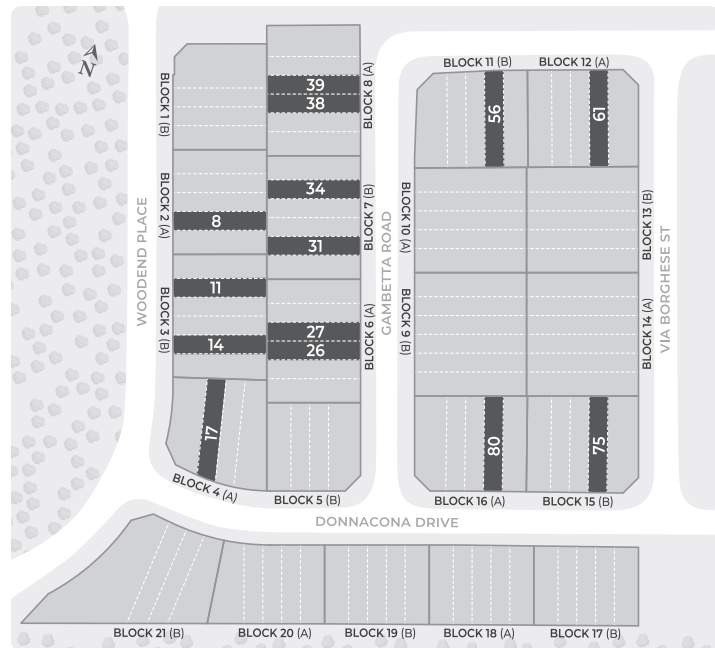 N
BLOCK 11 (B)
BLOCK 12 (A)
BLOCK 1 (B)
39
38
BLOCK 8 (A)
56
61
BLOCK 2 (A)
8
34
31
BLOCK 7 (B)
BLOCK 10 (A)
BLOCK 13 (B)
WOODEND PLACE
GAMBETTA ROAD
VIA BORGHESE ST
BLOCK 3 (B)
11
14
27
26
BLOCK 6 (A)
BLOCK 9 (B)
BLOCK 14 (A)
17
80
75
BLOCK 4 (A)
BLOCK 5 (B)
BLOCK 16 (A)
BLOCK 15 (B)
DONNACONA DRIVE
BLOCK 21 (B)
BLOCK 20 (A)
BLOCK 19 (B)
BLOCK 18 (A)
BLOCK 17 (B)